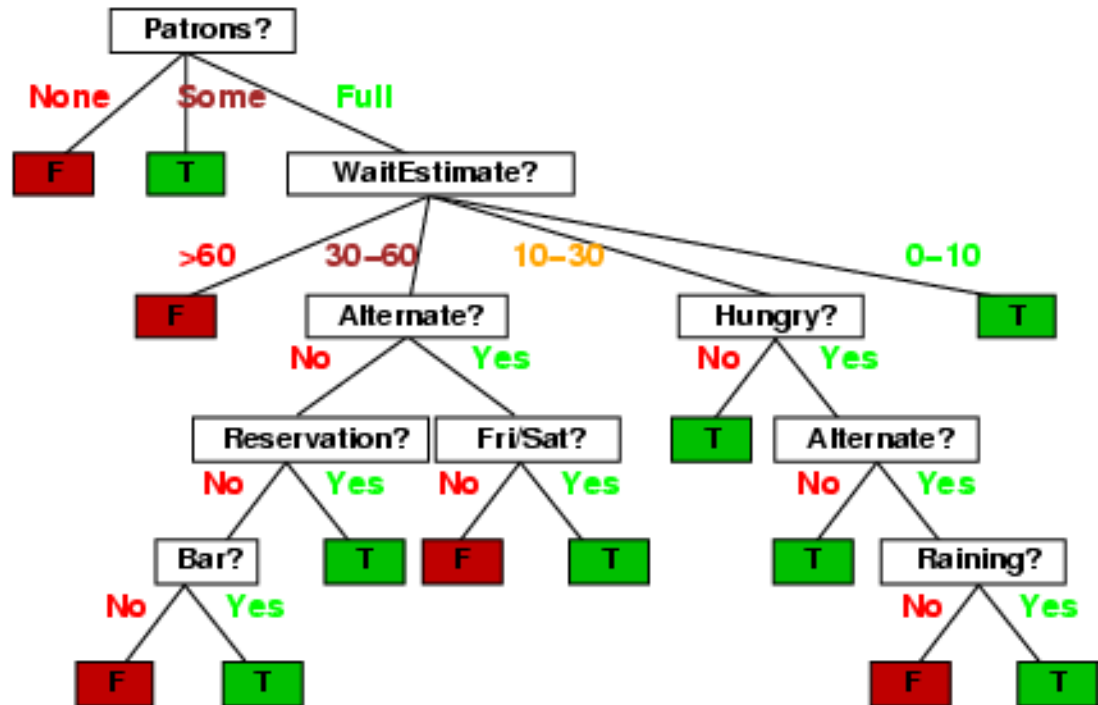 Patrons?
None Some Full
F T WaitEstimate?
>60 30–60 10–30 0–10
F Alternate? Hungry? T
No Yes No Yes
Reservation? Fri/Sat? T Alternate?
No Yes No Yes No Yes
Bar? T F T T Raining?
No Yes No Yes
F T F T